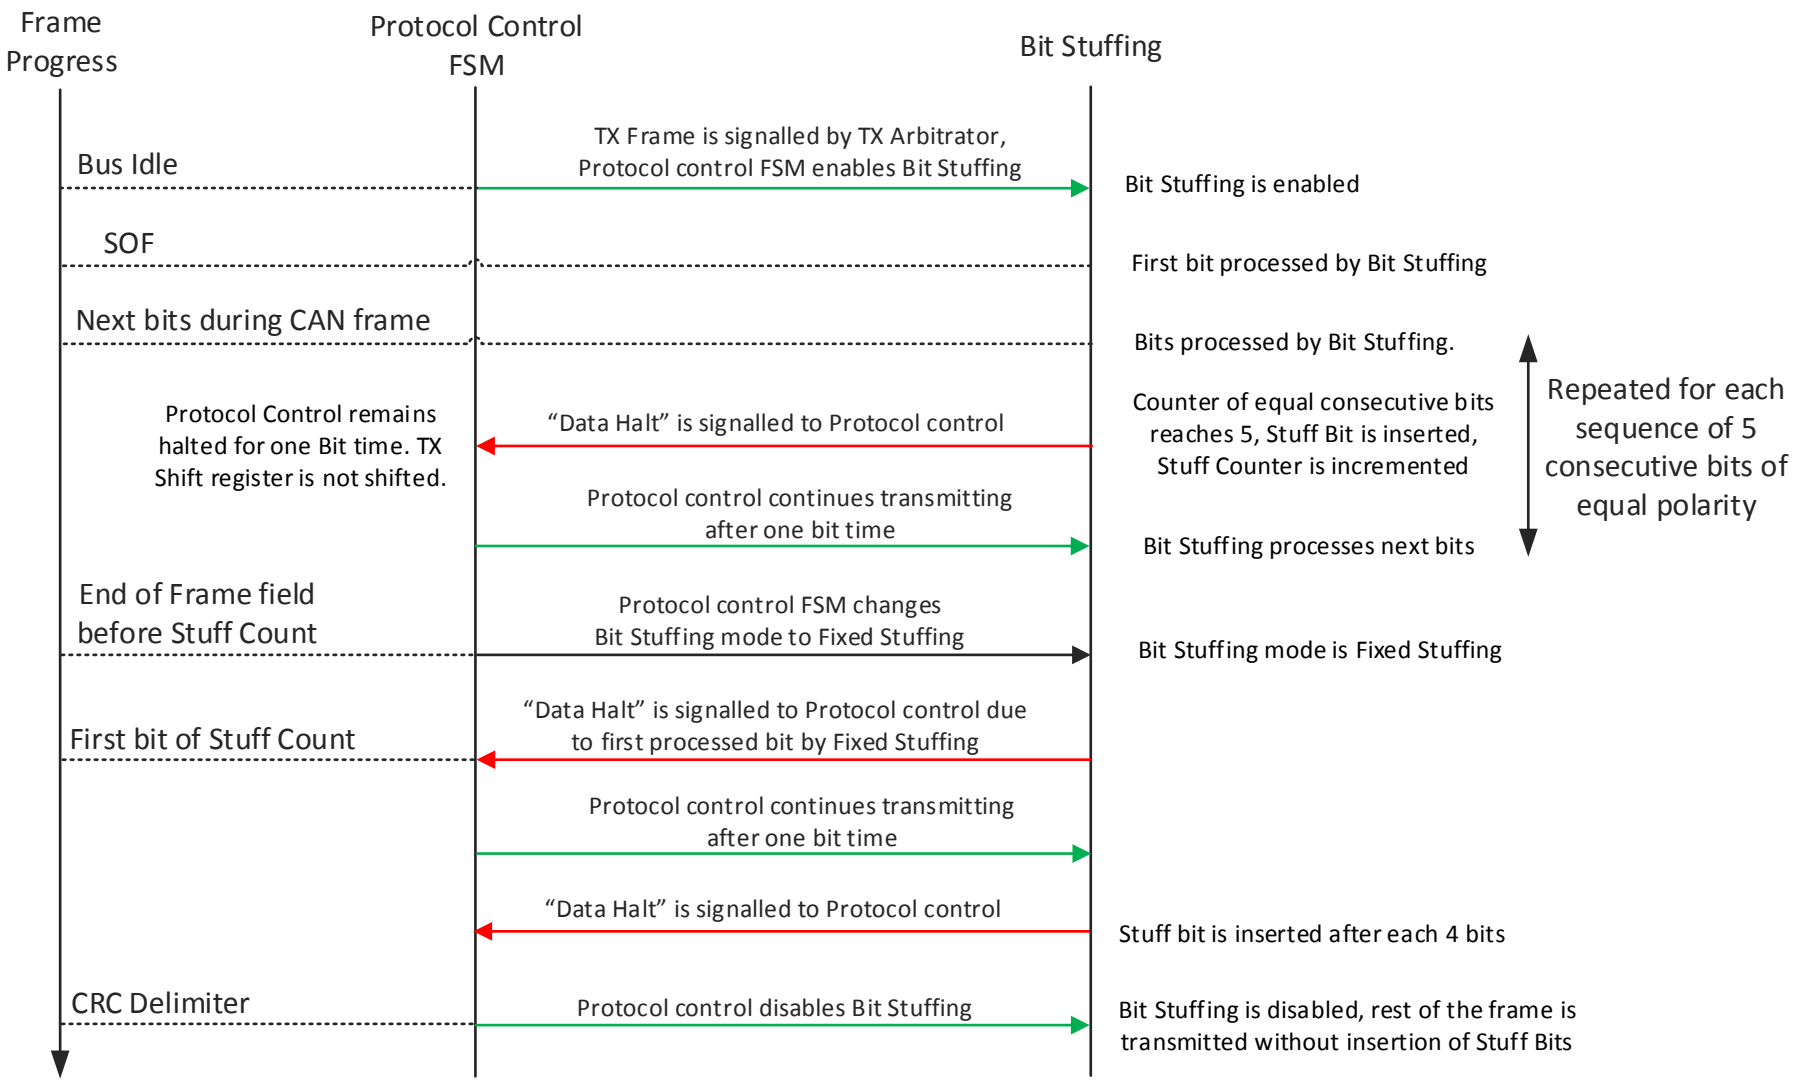 Frame
Progress
Protocol Control
FSM
Bit Stuffing
TX Frame is signalled by TX Arbitrator,
Protocol control FSM enables Bit Stuffing
Bus Idle
Bit Stuffing is enabled
SOF
First bit processed by Bit Stuffing
Next bits during CAN frame
Bits processed by Bit Stuffing.
Protocol Control remains
halted for one Bit time. TX
Shift register is not shifted.
“Data Halt” is signalled to Protocol control
Counter of equal consecutive bits
reaches 5, Stuff Bit is inserted,
Stuff Counter is incremented
Repeated for each
sequence of 5
consecutive bits of
equal polarity
Protocol control continues transmitting
after one bit time
Bit Stuffing processes next bits
End of Frame field
before Stuff Count
Protocol control FSM changes
Bit Stuffing mode to Fixed Stuffing
Bit Stuffing mode is Fixed Stuffing
First bit of Stuff Count
“Data Halt” is signalled to Protocol control due
to first processed bit by Fixed Stuffing
Protocol control continues transmitting
after one bit time
“Data Halt” is signalled to Protocol control
Stuff bit is inserted after each 4 bits
CRC Delimiter
Protocol control disables Bit Stuffing
Bit Stuffing is disabled, rest of the frame is
transmitted without insertion of Stuff Bits